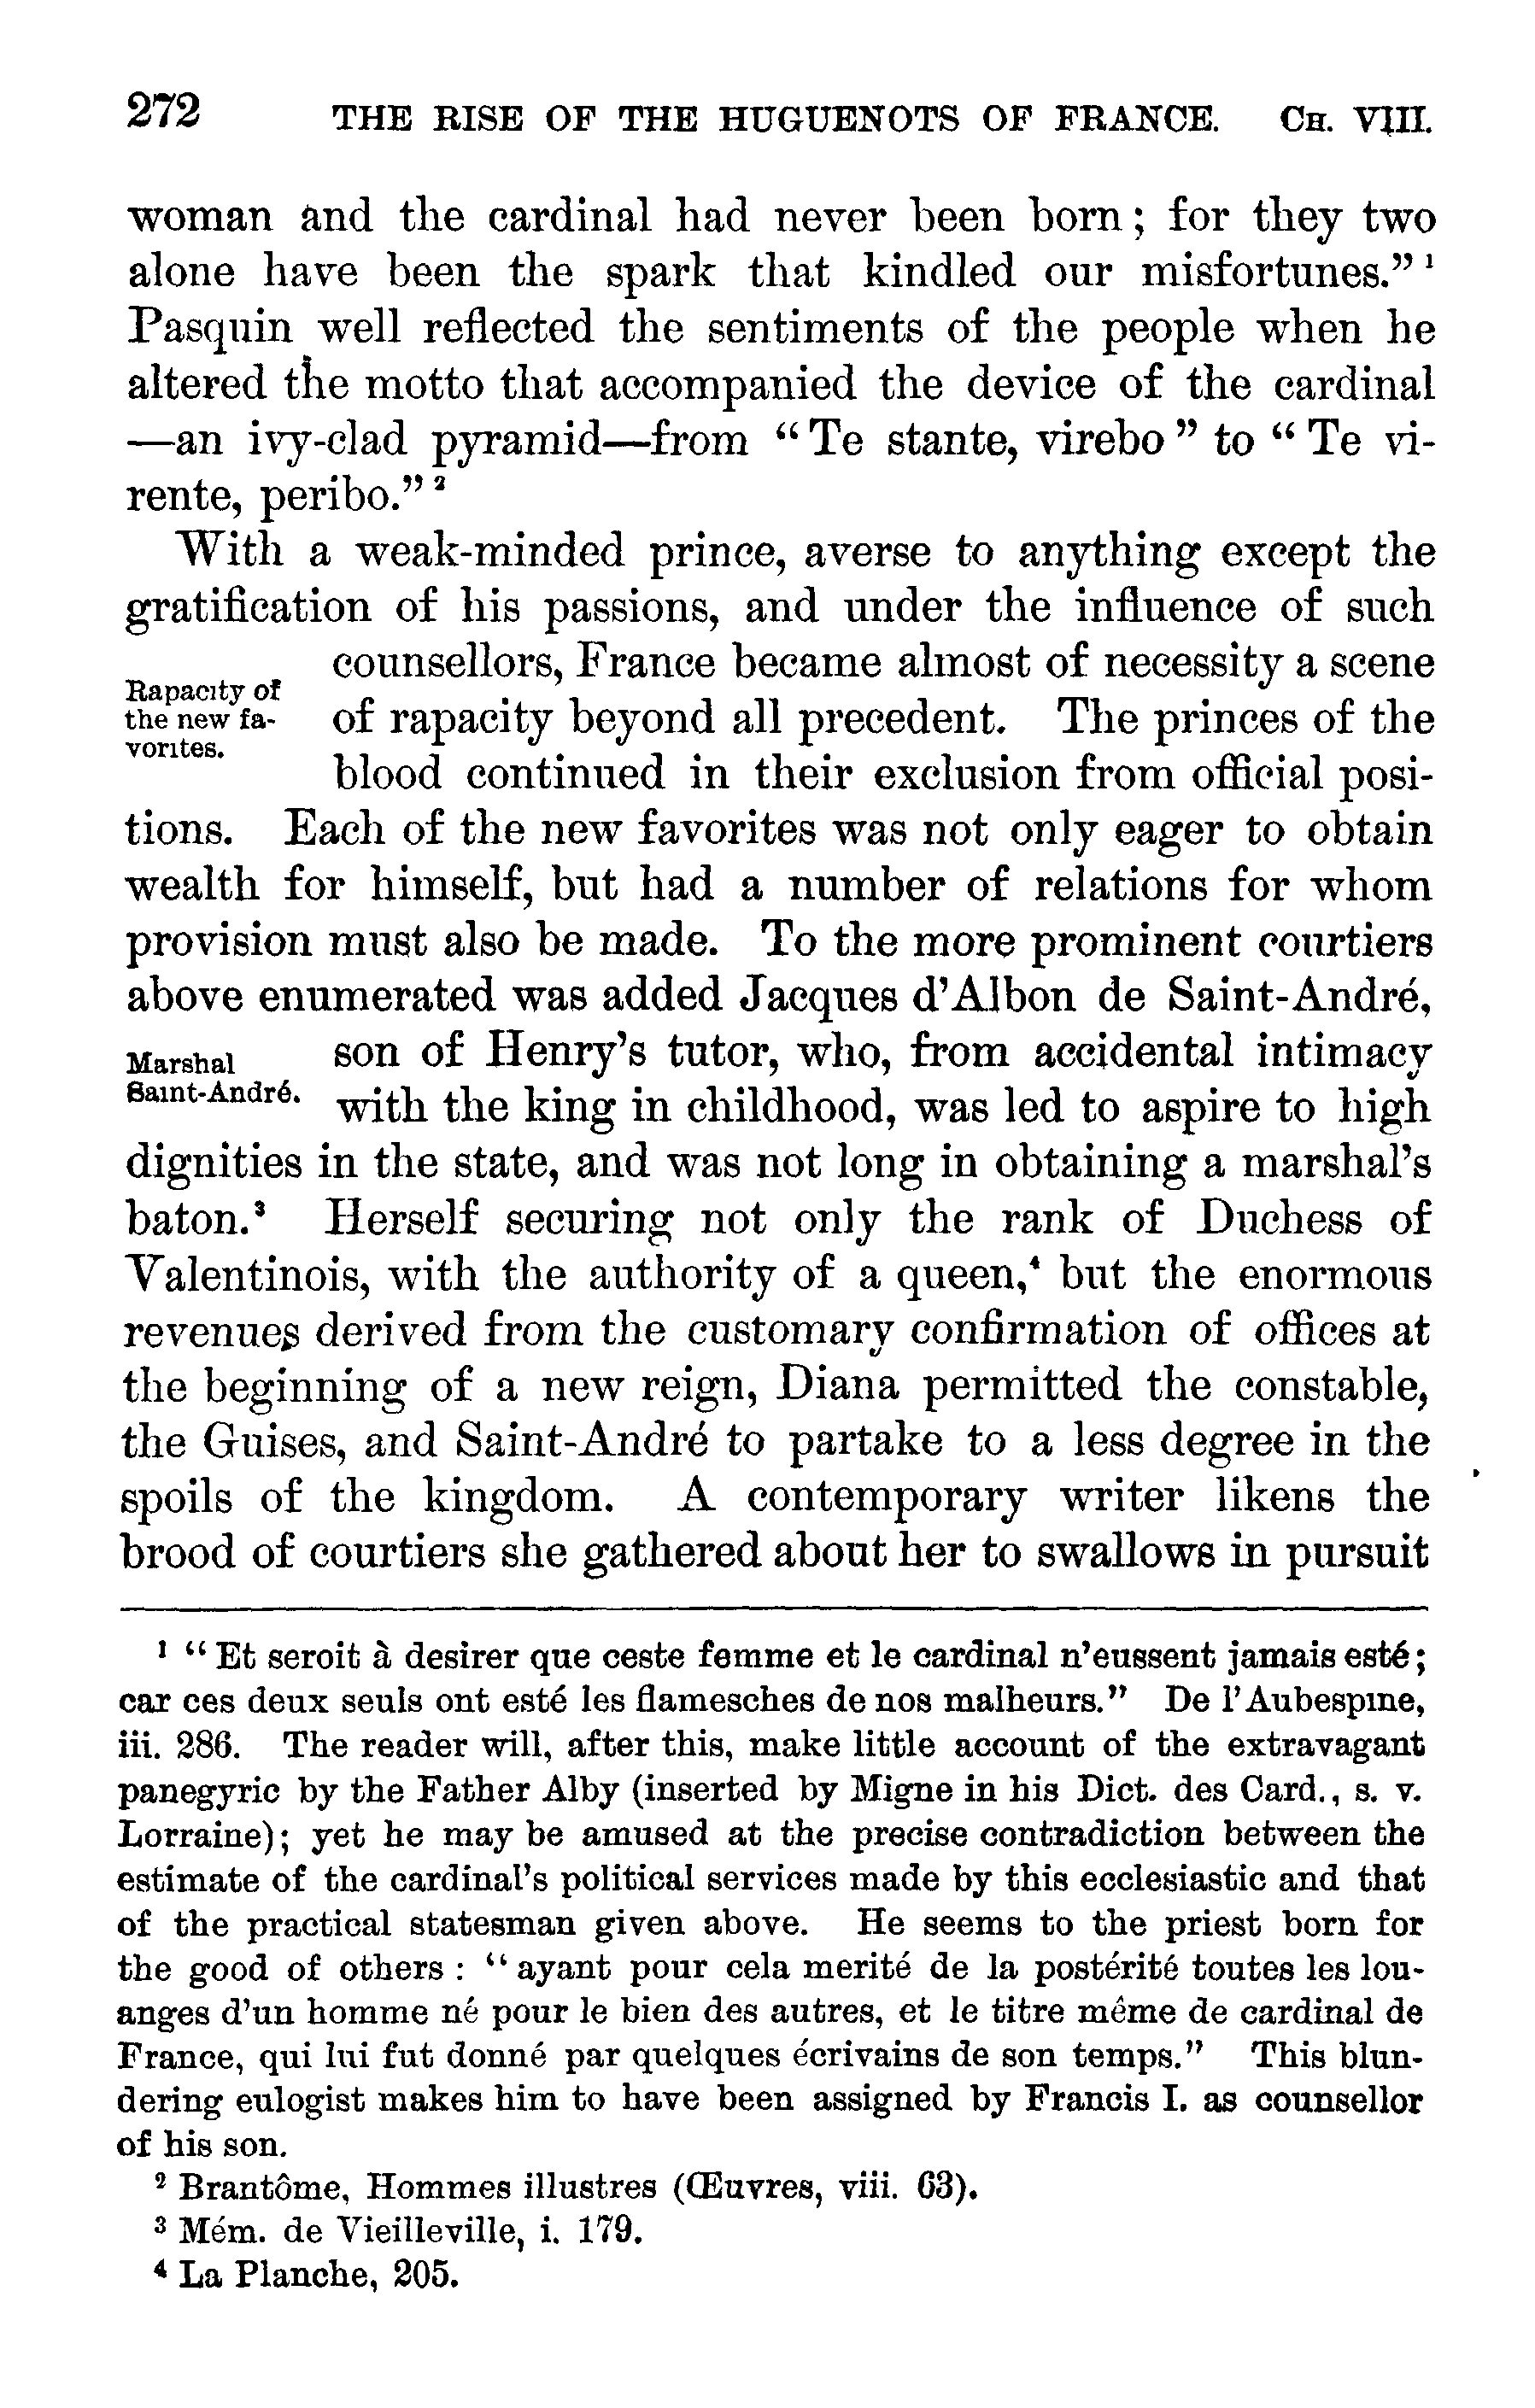 272 THE RISE OF THE HUGUENOTS OF FRANCE. CH. VIII.
woman and the cardinal had never been born; for they two
alone have been the spark that kindled our misfortunes." 1
Pasquin well reflected the sentiments of the people when he
altered the motto that accompanied the device of the cardinal
—an ivy-clad pyramid—from "Te stante, virebo" to "Te vi-
rente, peribo." 2
With a weak-minded prince, averse to anything except the
gratification of his passions, and under the influence of such
counsellors, France became almost of necessity a scene
Rapacity of
the new fa-
vorites.
of rapacity beyond all precedent. The princes of the
blood continued in their exclusion from official posi-
tions. Each of the new favorites was not only eager to obtain
wealth for himself, but had a number of relations for whom
provision must also be made. To the more prominent courtiers
above enumerated was added Jacques d'Albon de Saint-André,
Marshal
Saint-André.
son of Henry's tutor, who, from accidental intimacy
with the king in childhood, was led to aspire to high
dignities in the state, and was not long in obtaining a marshal's
baton. 3 Herself securing not only the rank of Duchess of
Valentinois, with the authority of a queen, 4 but the enormous
revenues derived from the customary confirmation of offices at
the beginning of a new reign, Diana permitted the constable,
the Guises, and Saint-André to partake to a less degree in the
spoils of the kingdom. A contemporary writer likens the
brood of courtiers she gathered about her to swallows in pursuit
1 "Et seroit à desirer que ceste femme et le cardinal n'eussent jamais esté;
car ces deux seuls ont esté les flamesches de nos malheurs." De l'Aubespine,
iii. 286. The reader will, after this, make little account of the extravagant
panegyric by the Father Alby (inserted by Migne in his Dict. des Card., s. v.
Lorraine); yet he may be amused at the precise contradiction between the
estimate of the cardinal's political services made by this ecclesiastic and that
of the practical statesman given above. He seems to the priest born for
the good of others: "ayant pour cela merité de la postérité toutes les lou-
anges d'un homme né pour le bien des autres, et le titre même de cardinal de
France, qui lui fut donné par quelques écrivains de son temps." This blun-
dering eulogist makes him to have been assigned by Francis I. as counsellor
of his son.
2 Brantôme, Hommes illustres (Œuvres, viii. 63).
3 Mém. de Vieilleville, i. 179.
4 La Planche, 205.